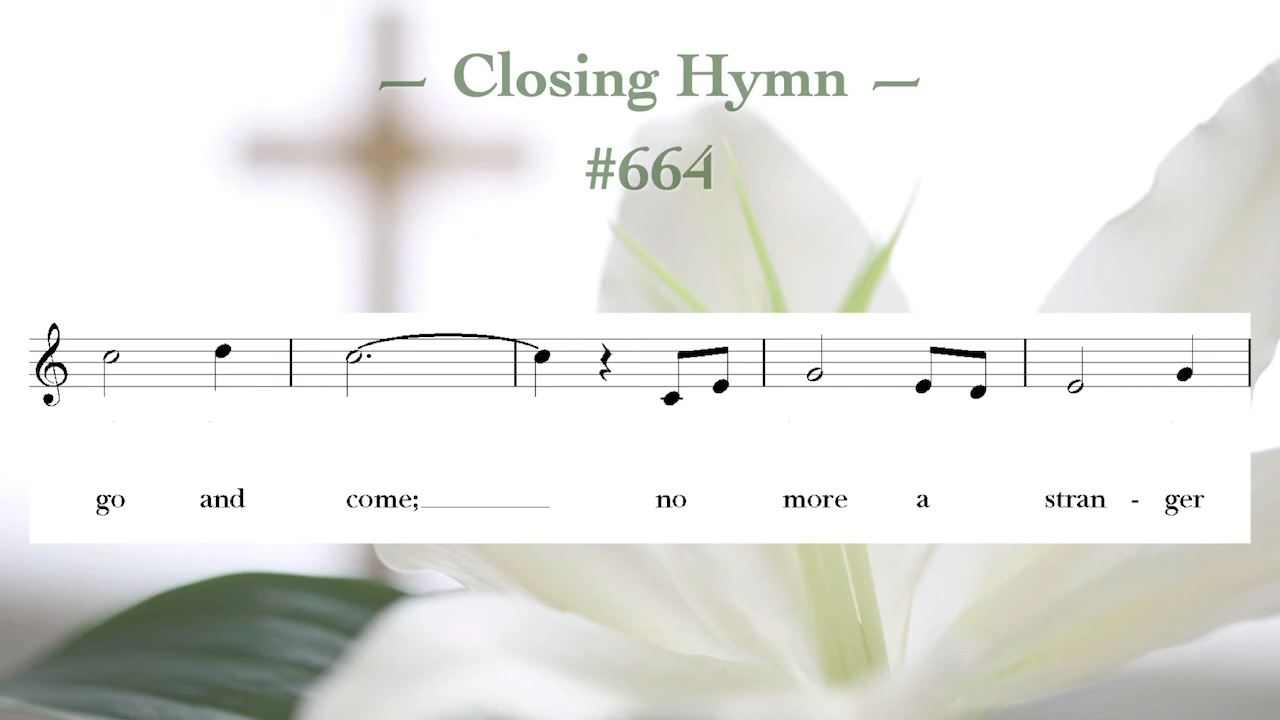 — Closing Hymn —
#664
go and come; no more a stran - ger